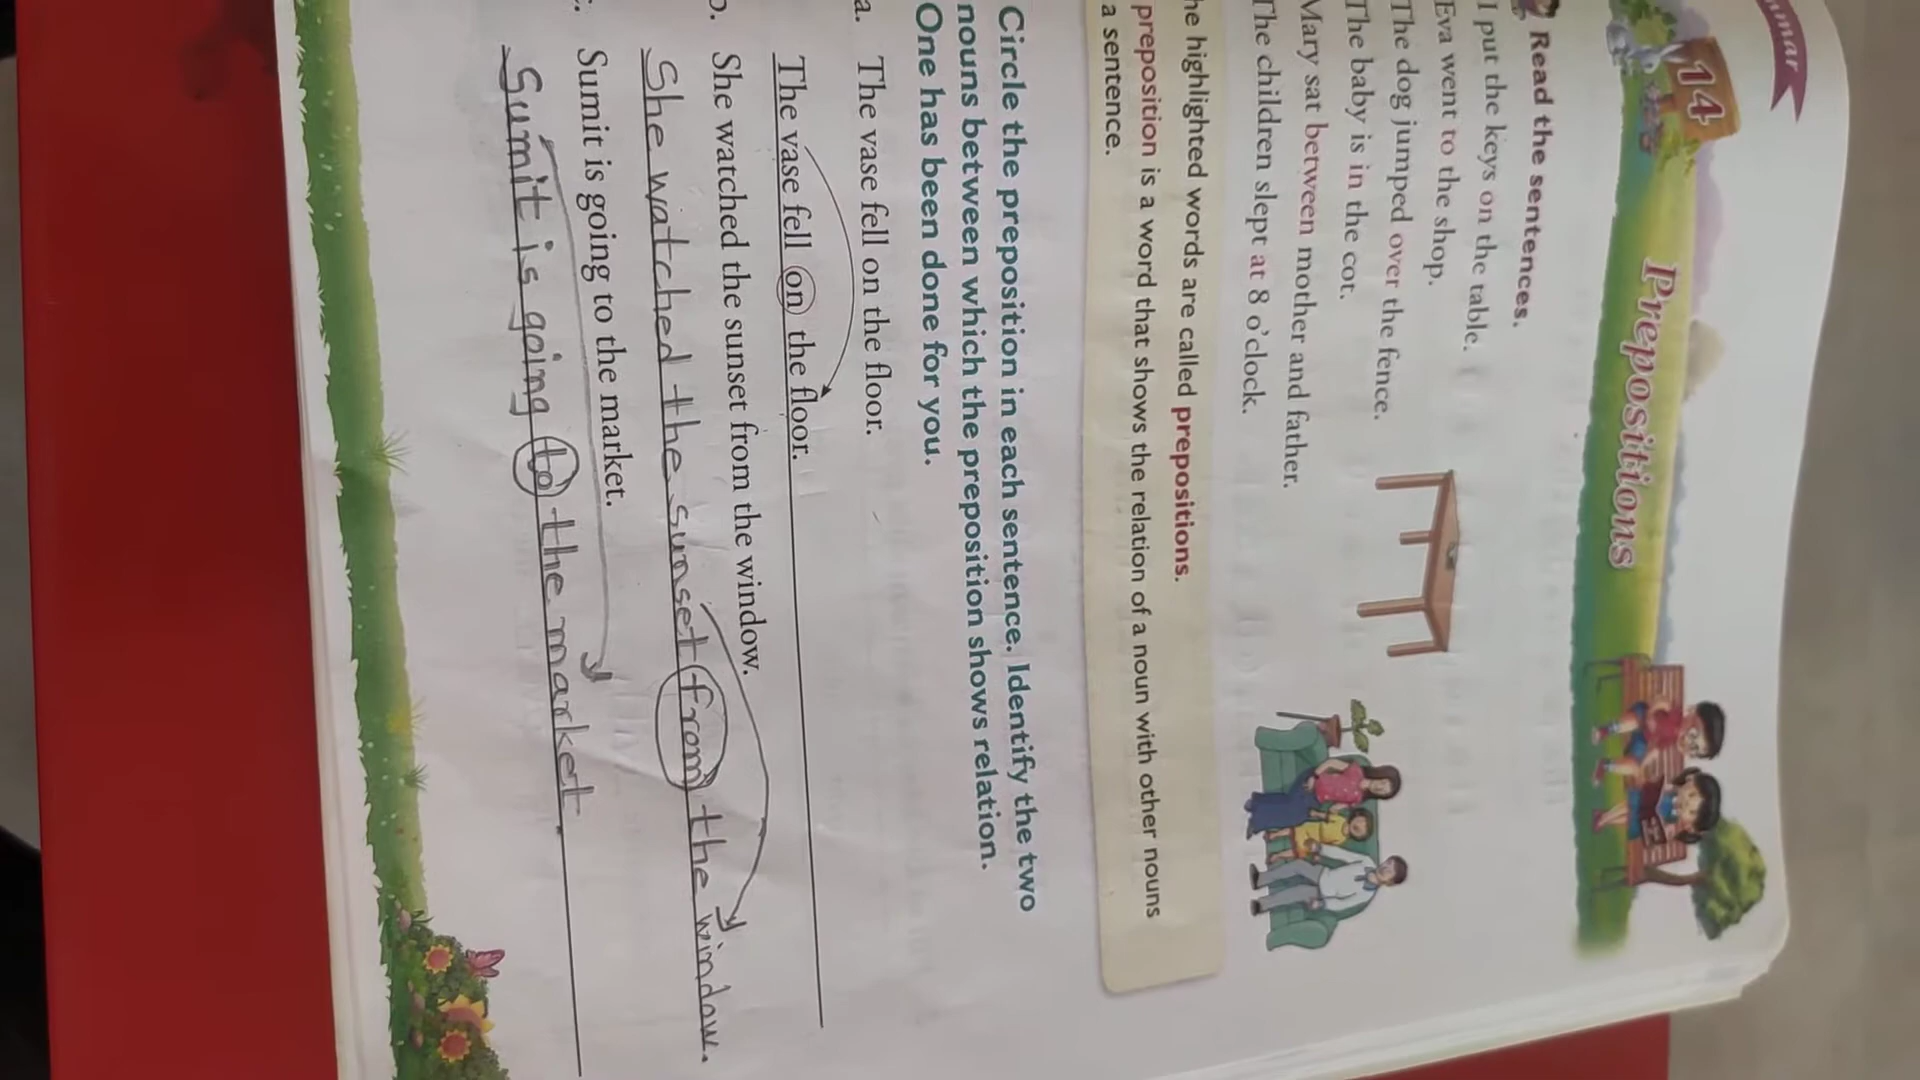 14
Prepositions
Read the sentences.
I put the keys on the table.
Eva went to the shop.
The dog jumped over the fence.
The baby is in the cot.
Mary sat between mother and father.
The children slept at 8 o'clock.
he highlighted words are called prepositions.
preposition is a word that shows the relation of a noun with other nouns
a sentence.
Circle the preposition in each sentence. Identify the two
nouns between which the preposition shows relation.
One has been done for you.
a. The vase fell on the floor.
The vase fell on the floor.
She watched the sunset from the window.
She watched the sunset from the window.
Sumit is going to the market.
Sumit is going to the market